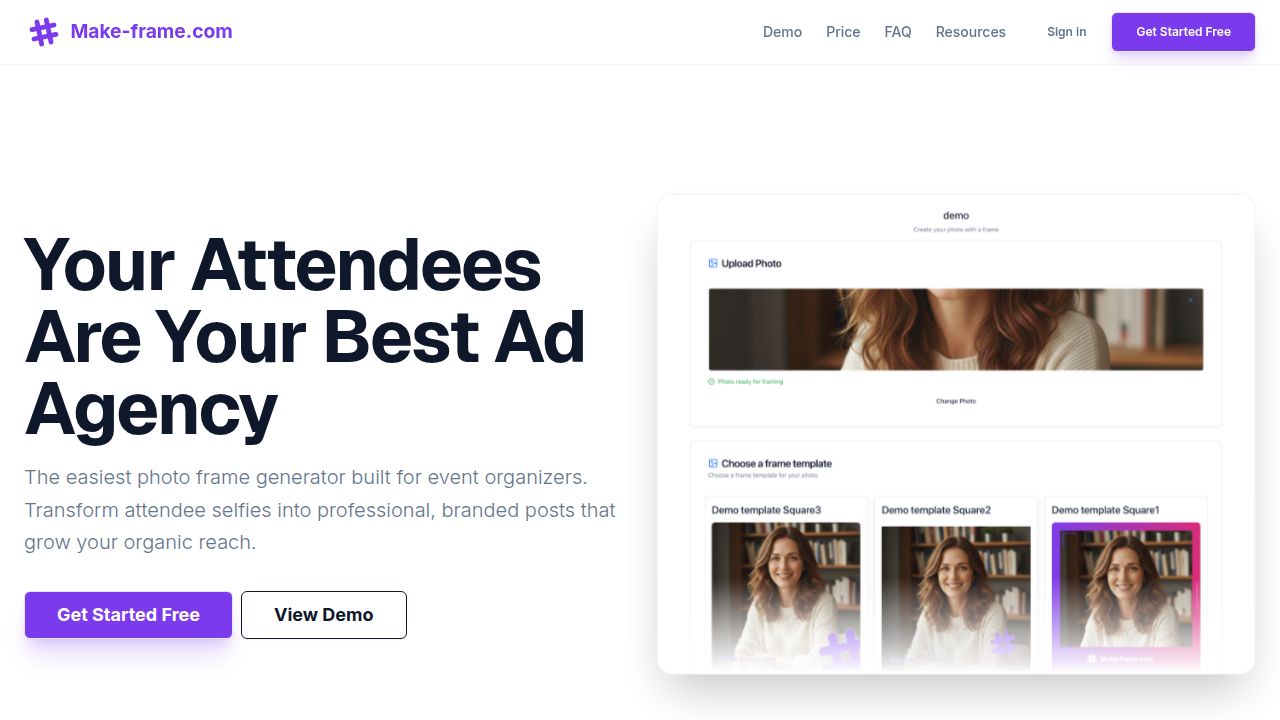 Make-frame.com
Demo
Price
FAQ
Resources
Sign in
Get Started Free
Your Attendees
Are Your Best Ad
Agency
The easiest photo frame generator built for event organizers.
Transform attendee selfies into professional, branded posts that
grow your organic reach.
Get Started Free
View Demo
demo
Create your photo with a frame
Upload Photo
Photo ready for framing
Change Photo
Choose a frame template
Choose a frame template for your photo
Demo template Square3
Demo template Square2
Demo template Square1
Make-frame.com